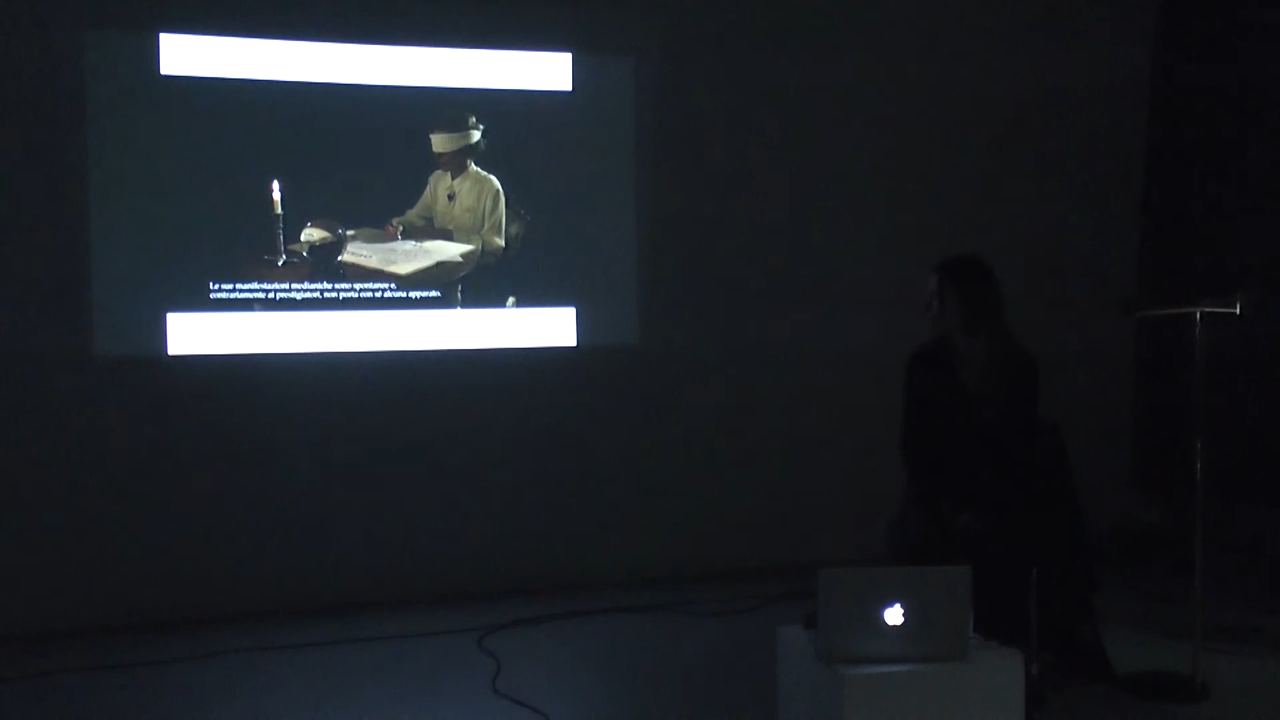 Le sue manifestazioni medianiche sono spontanee e,
contrariamente ai prestigiatori, non porta con sé alcuna apparato.